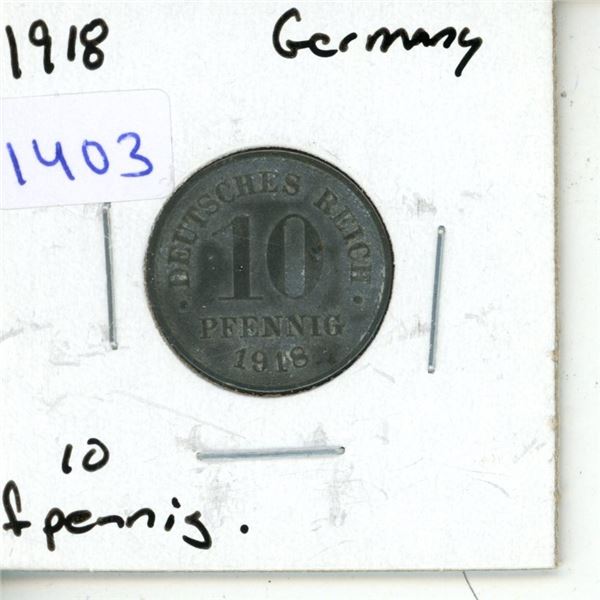 1918 Germany
1403
· DEUTSCHES REICH ·
10
PFENNIG
1918
10
pfennig.